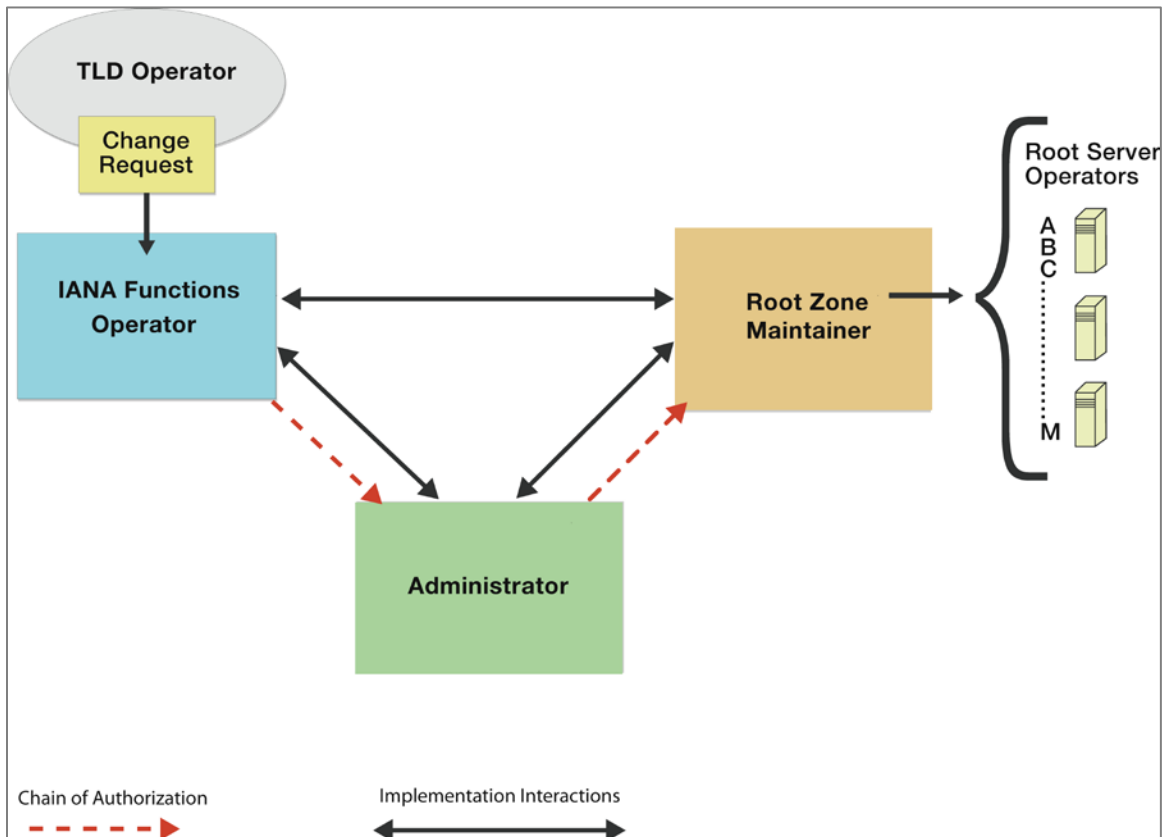 TLD Operator
Change
Request
IANA Functions
Operator
Root Zone
Maintainer
Root Server
Operators
A
B
C
M
Administrator
Chain of Authorization
Implementation Interactions